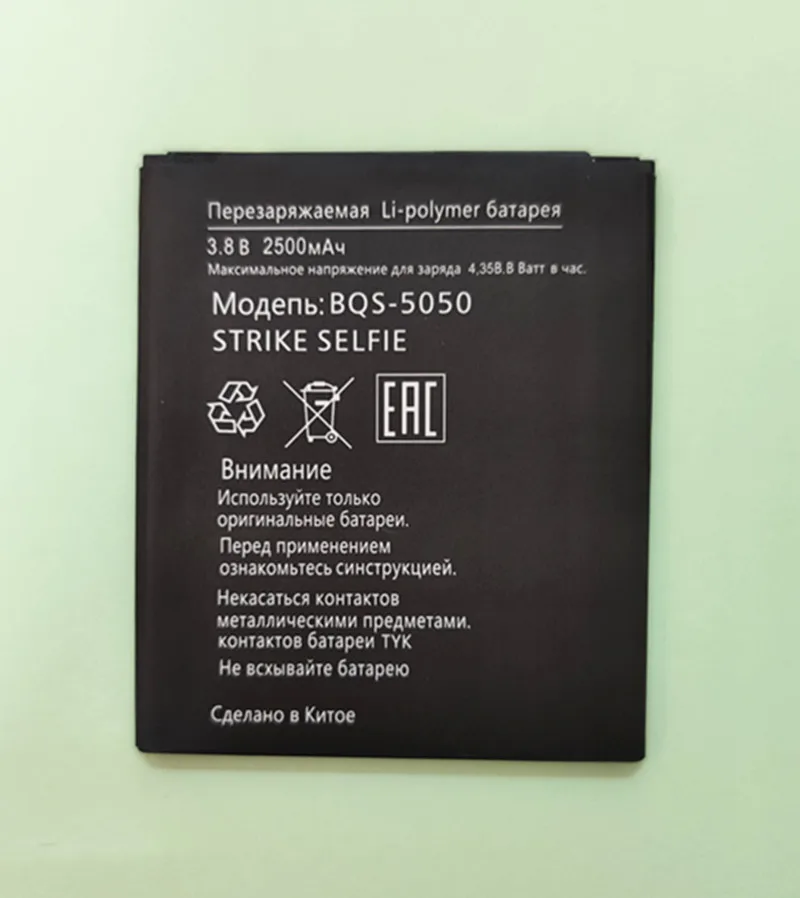 Перезаряжаемая Li-polymer батарея
3.8 В 2500мАч
Максимальное напряжение для заряда 4,35В.В Ватт в час.
Модепь: BQS-5050
STRIKE SELFIE
EAC
Внимание
Используйте только
оригинальные батареи.
Перед применением
ознакомьтесь синструкцией.
Некасаться контактов
металлическими предметами.
контактов батареи TYK
Не всхывайте батарею
Сделано в Китое